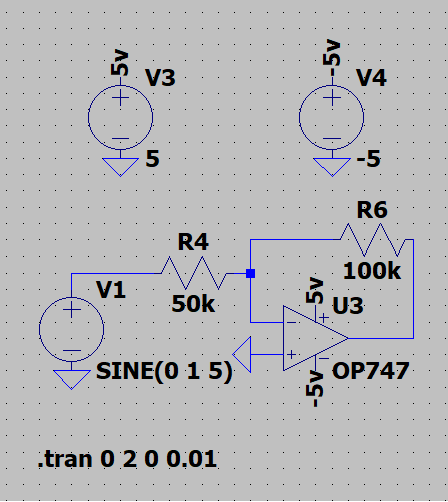 5v
V3
5
-5v
V4
-5
R6
100k
R4
50k
V1
SINE(0 1 5)
5v
U3
OP747
-5v
.tran 0 2 0 0.01